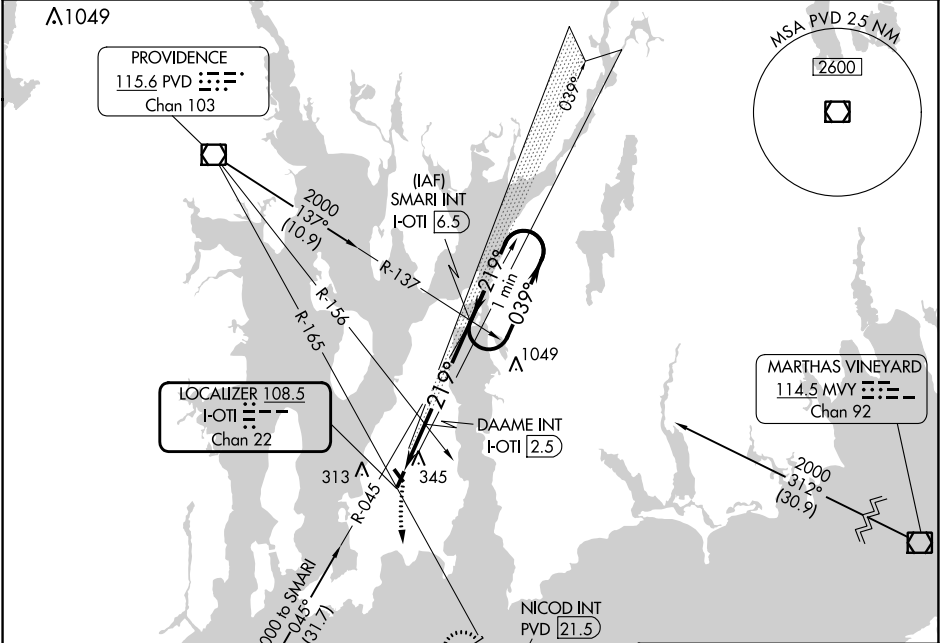 1049
MSA PVD 25 NM
2600
PROVIDENCE
115.6 PVD
Chan 103
039°
(IAF)
SMARI INT
I-OTI 6.5
2000
137°
(10.9)
R-137
219°
1 min
039°
R-156
R-165
1049
219°
MARTHAS VINEYARD
114.5 MVY
Chan 92
LOCALIZER 108.5
I-OTI
Chan 22
DAAME INT
I-OTI 2.5
313
345
2000
312°
(30.9)
R-045
000 to SMARI
045°
(31.7)
NICOD INT
PVD 21.5